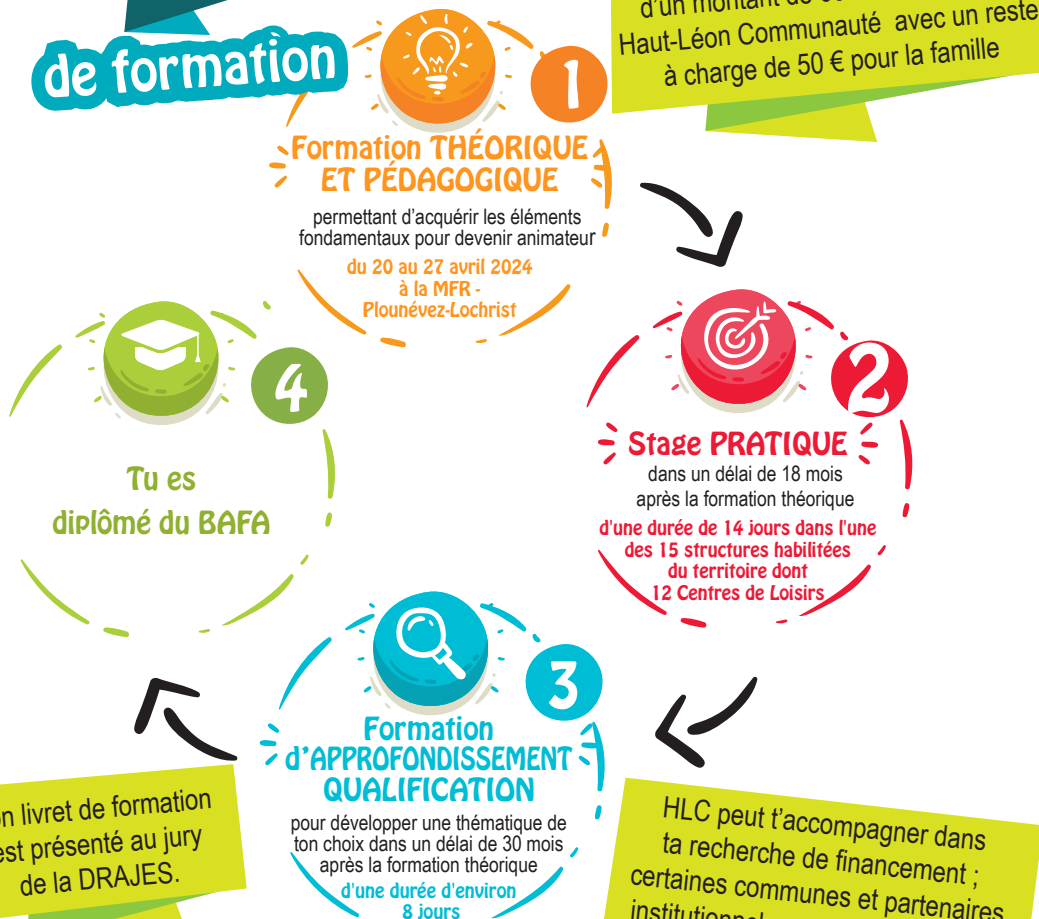 de formation
d'un montant de
Haut-Léon Communauté avec un reste
à charge de 50 € pour la famille
1
Formation THÉORIQUE
ET PÉDAGOGIQUE
permettant d'acquérir les éléments
fondamentaux pour devenir animateur
du 20 au 27 avril 2024
à la MFR -
Plounévez-Lochrist
2
Stage PRATIQUE
dans un délai de 18 mois
après la formation théorique
d'une durée de 14 jours dans l'une
des 15 structures habilitées
du territoire dont
12 Centres de Loisirs
3
Formation
d'APPROFONDISSEMENT
QUALIFICATION
pour développer une thématique de
ton choix dans un délai de 30 mois
après la formation théorique
d'une durée d'environ
8 jours
HLC peut t'accompagner dans
ta recherche de financement ;
certaines communes et partenaires
4
Tu es
diplômé du BAFA
livret de formation
est présenté au jury
de la DRAJES.